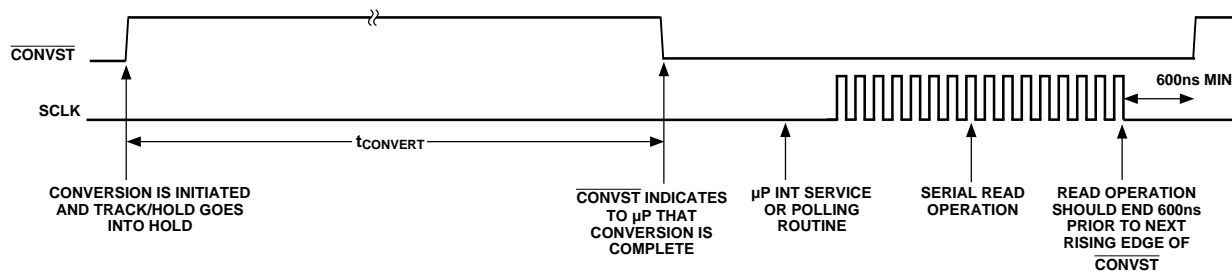 CONVST
600ns MIN
SCLK
tCONVERT
CONVERSION IS INITIATED
AND TRACK/HOLD GOES
INTO HOLD
CONVST INDICATES
TO µP THAT
CONVERSION IS
COMPLETE
µP INT SERVICE
OR POLLING
ROUTINE
SERIAL READ
OPERATION
READ OPERATION
SHOULD END 600ns
PRIOR TO NEXT
RISING EDGE OF
CONVST